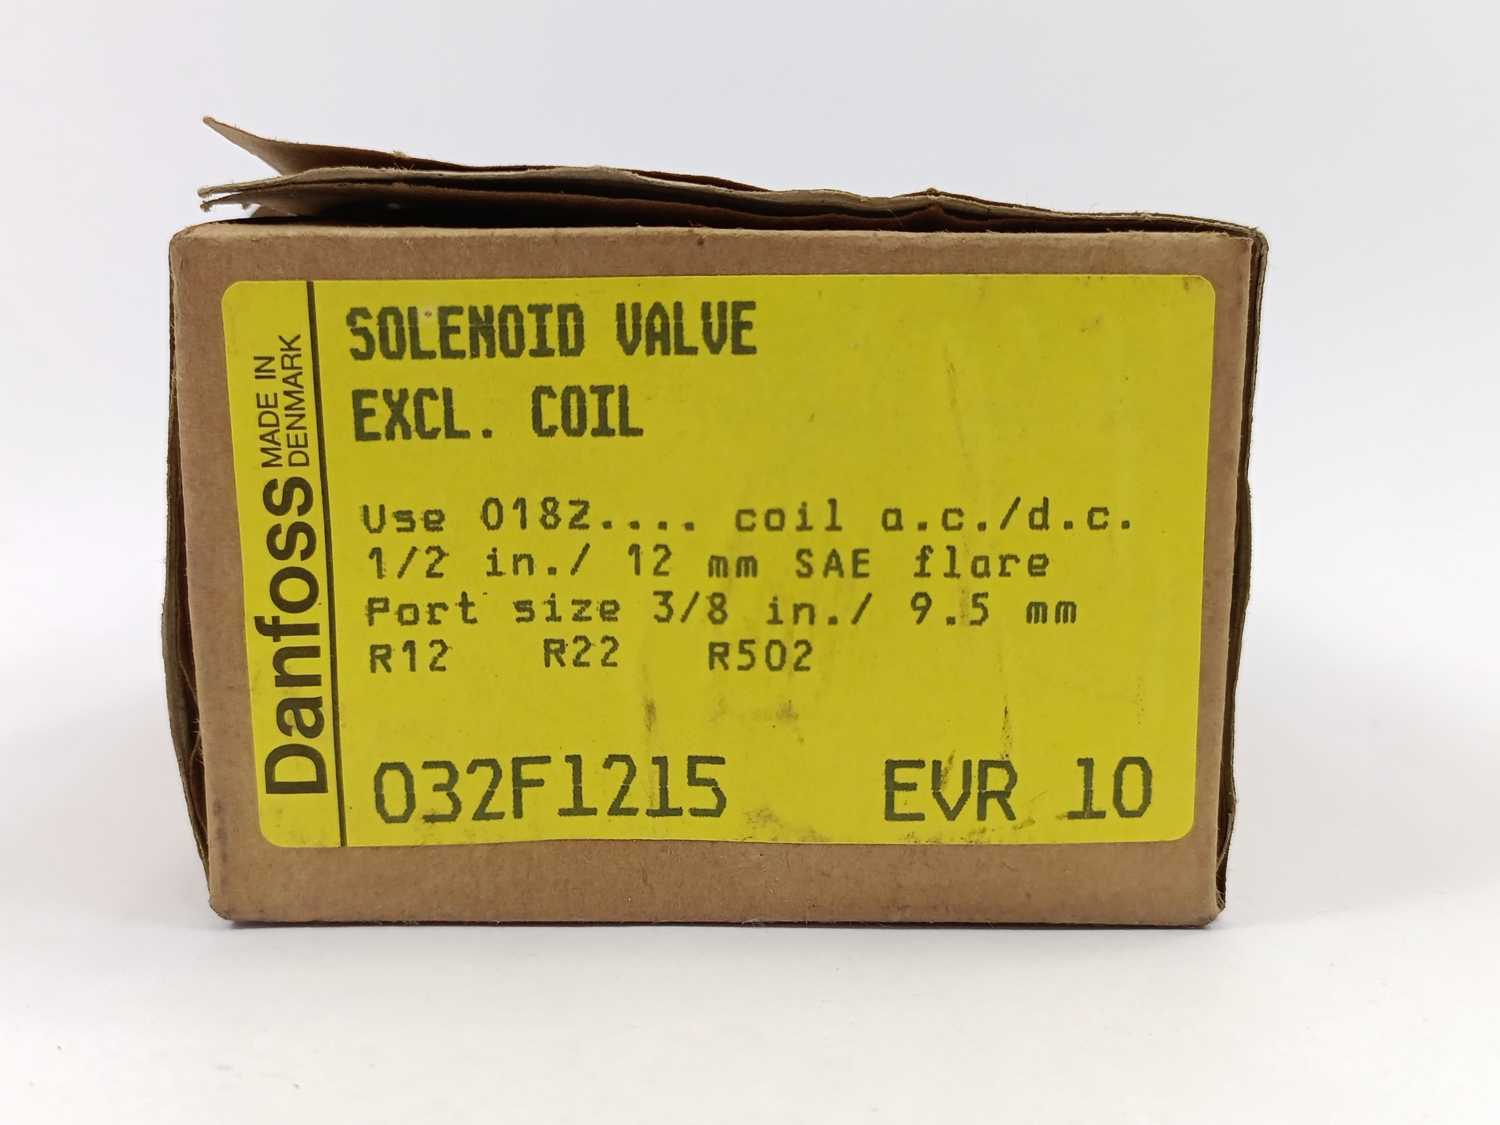 SOLENOID VALVE
EXCL. COIL
Use 018Z.... coil a.c./d.c.
1/2 in./ 12 mm SAE flare
Port size 3/8 in./ 9.5 mm
R12 R22 R502
032F1215 EVR 10
Danfoss
MADE IN
DENMARK